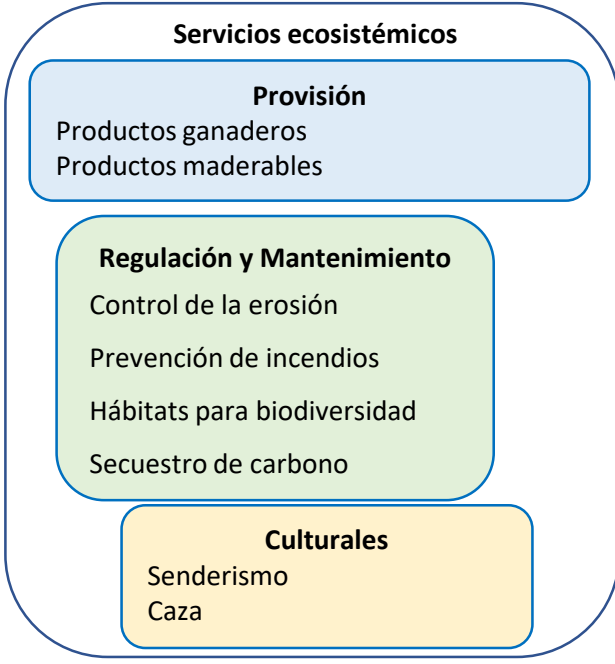 Servicios ecosistémicos
Provisión
Productos ganaderos
Productos maderables
Regulación y Mantenimiento
Control de la erosión
Prevención de incendios
Hábitats para biodiversidad
Secuestro de carbono
Culturales
Senderismo
Caza